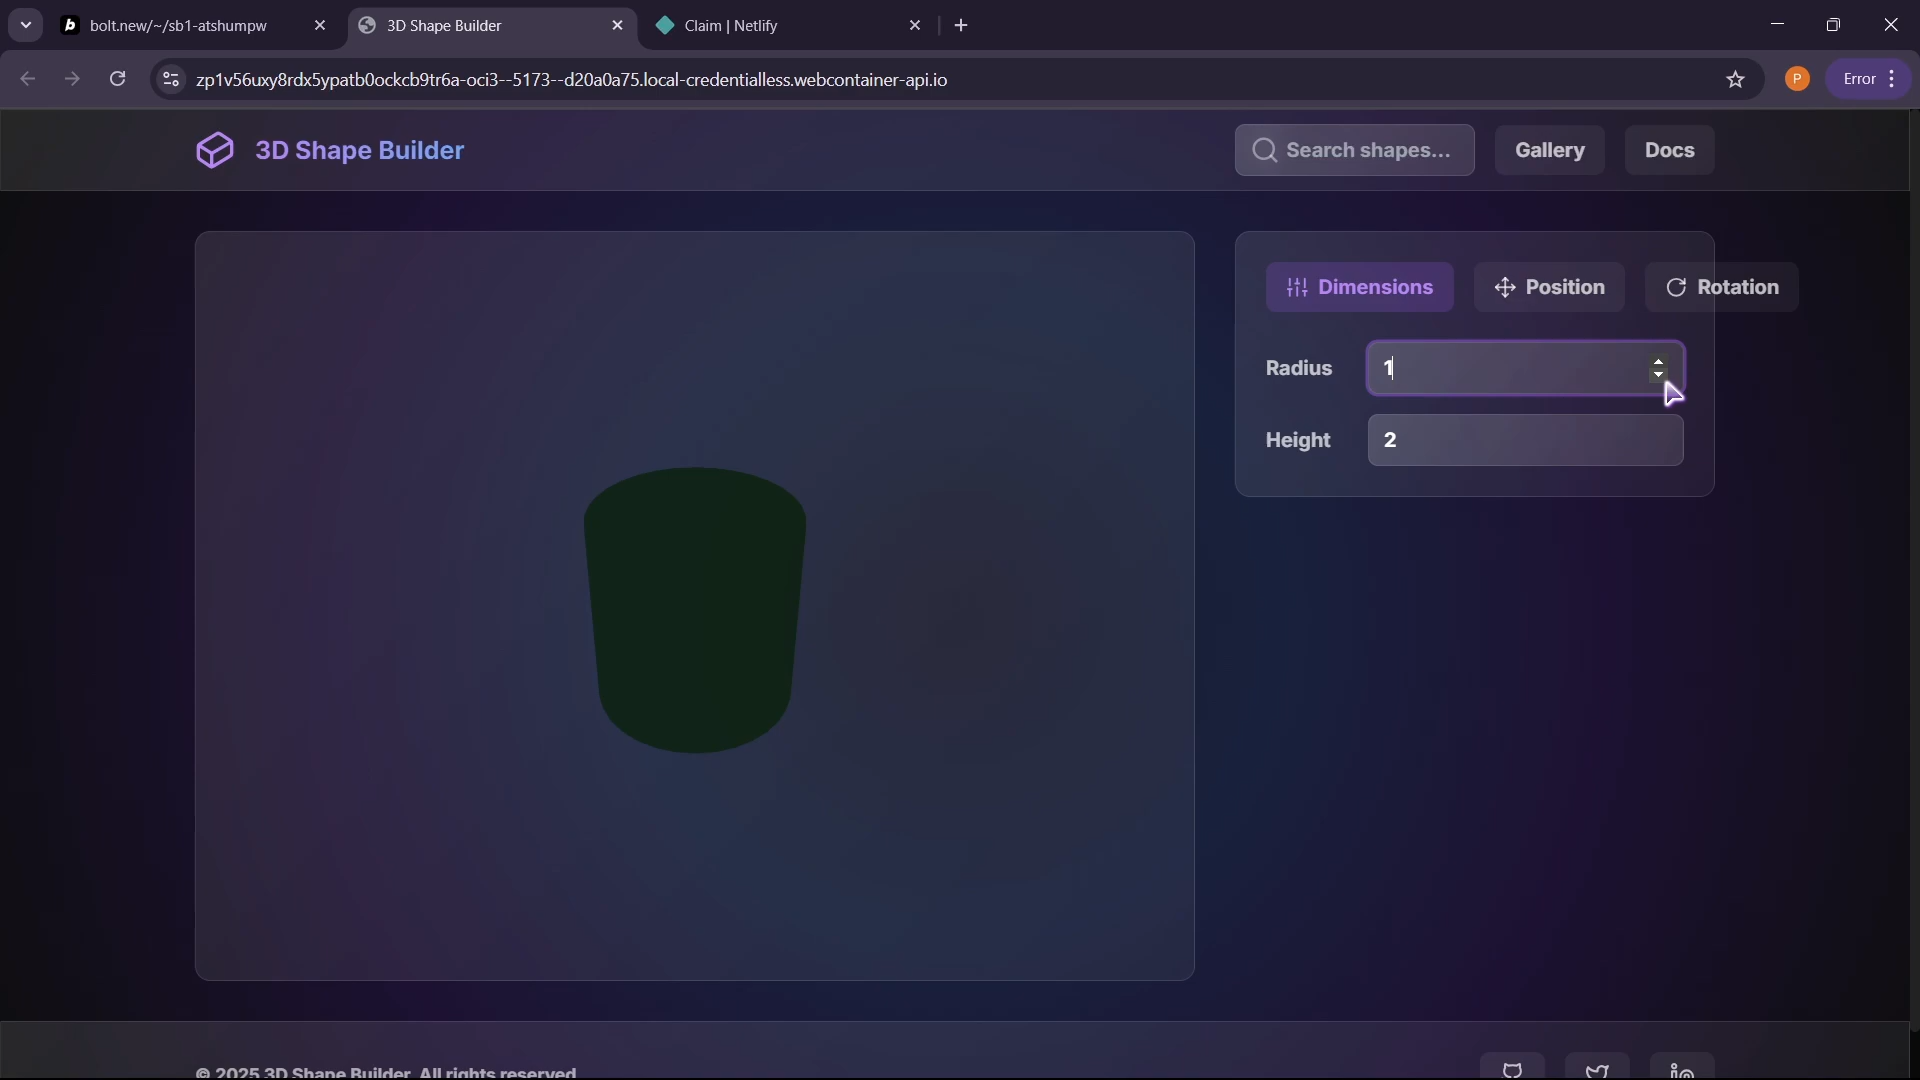 bolt.new/~/sb1-atshumpw
3D Shape Builder
Claim | Netlify
zp1v56uxy8rdx5ypatb0ockcb9tr6a-oci3--5173--d20a0a75.local-credentialless.webcontainer-api.io
P
Error
3D Shape Builder
Search shapes...
Gallery
Docs
Dimensions
Position
Rotation
Radius
1
Height
2
© 2025 3D Shape Builder. All rights reserved